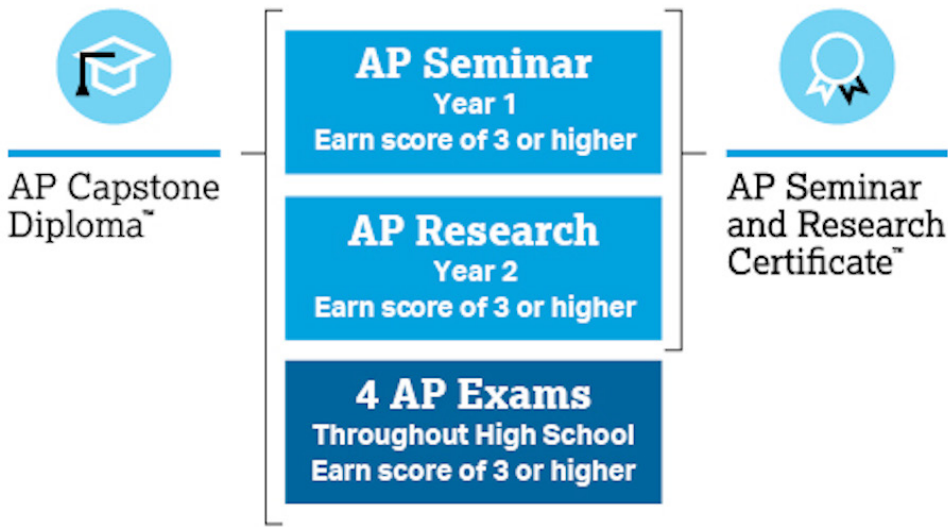 AP Capstone
Diploma™
AP Seminar
Year 1
Earn score of 3 or higher
AP Research
Year 2
Earn score of 3 or higher
4 AP Exams
Throughout High School
Earn score of 3 or higher
AP Seminar
and Research
Certificate™